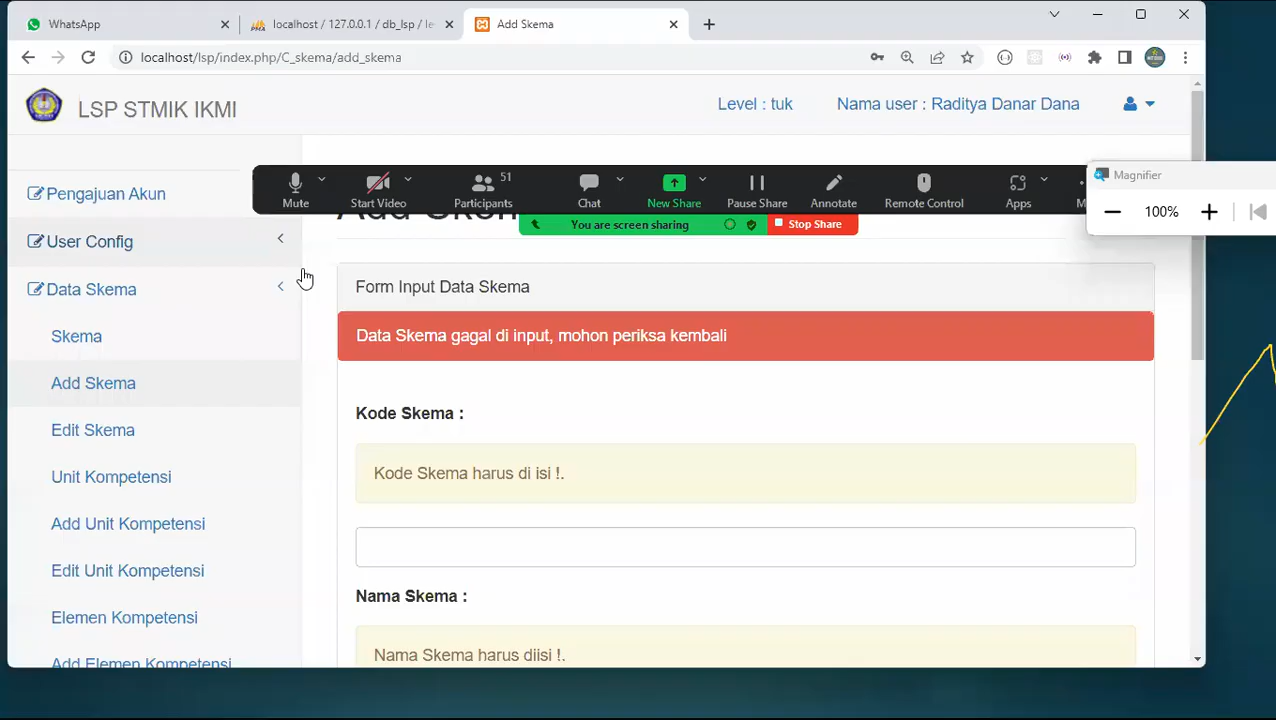 WhatsApp
localhost / 127.0.0.1 / db_lsp / le
Add Skema
localhost/lsp/index.php/C_skema/add_skema
LSP STMIK IKMI
Level : tuk
Nama user : Raditya Danar Dana
Mute
Start Video
51
Participants
Chat
New Share
Pause Share
Annotate
Remote Control
Apps
You are screen sharing
Stop Share
Magnifier
100%
Pengajuan Akun
User Config
Data Skema
Skema
Add Skema
Edit Skema
Unit Kompetensi
Add Unit Kompetensi
Edit Unit Kompetensi
Elemen Kompetensi
Add Elemen Kompetensi
Form Input Data Skema
Data Skema gagal di input, mohon periksa kembali
Kode Skema :
Kode Skema harus di isi !.
Nama Skema :
Nama Skema harus diisi !.